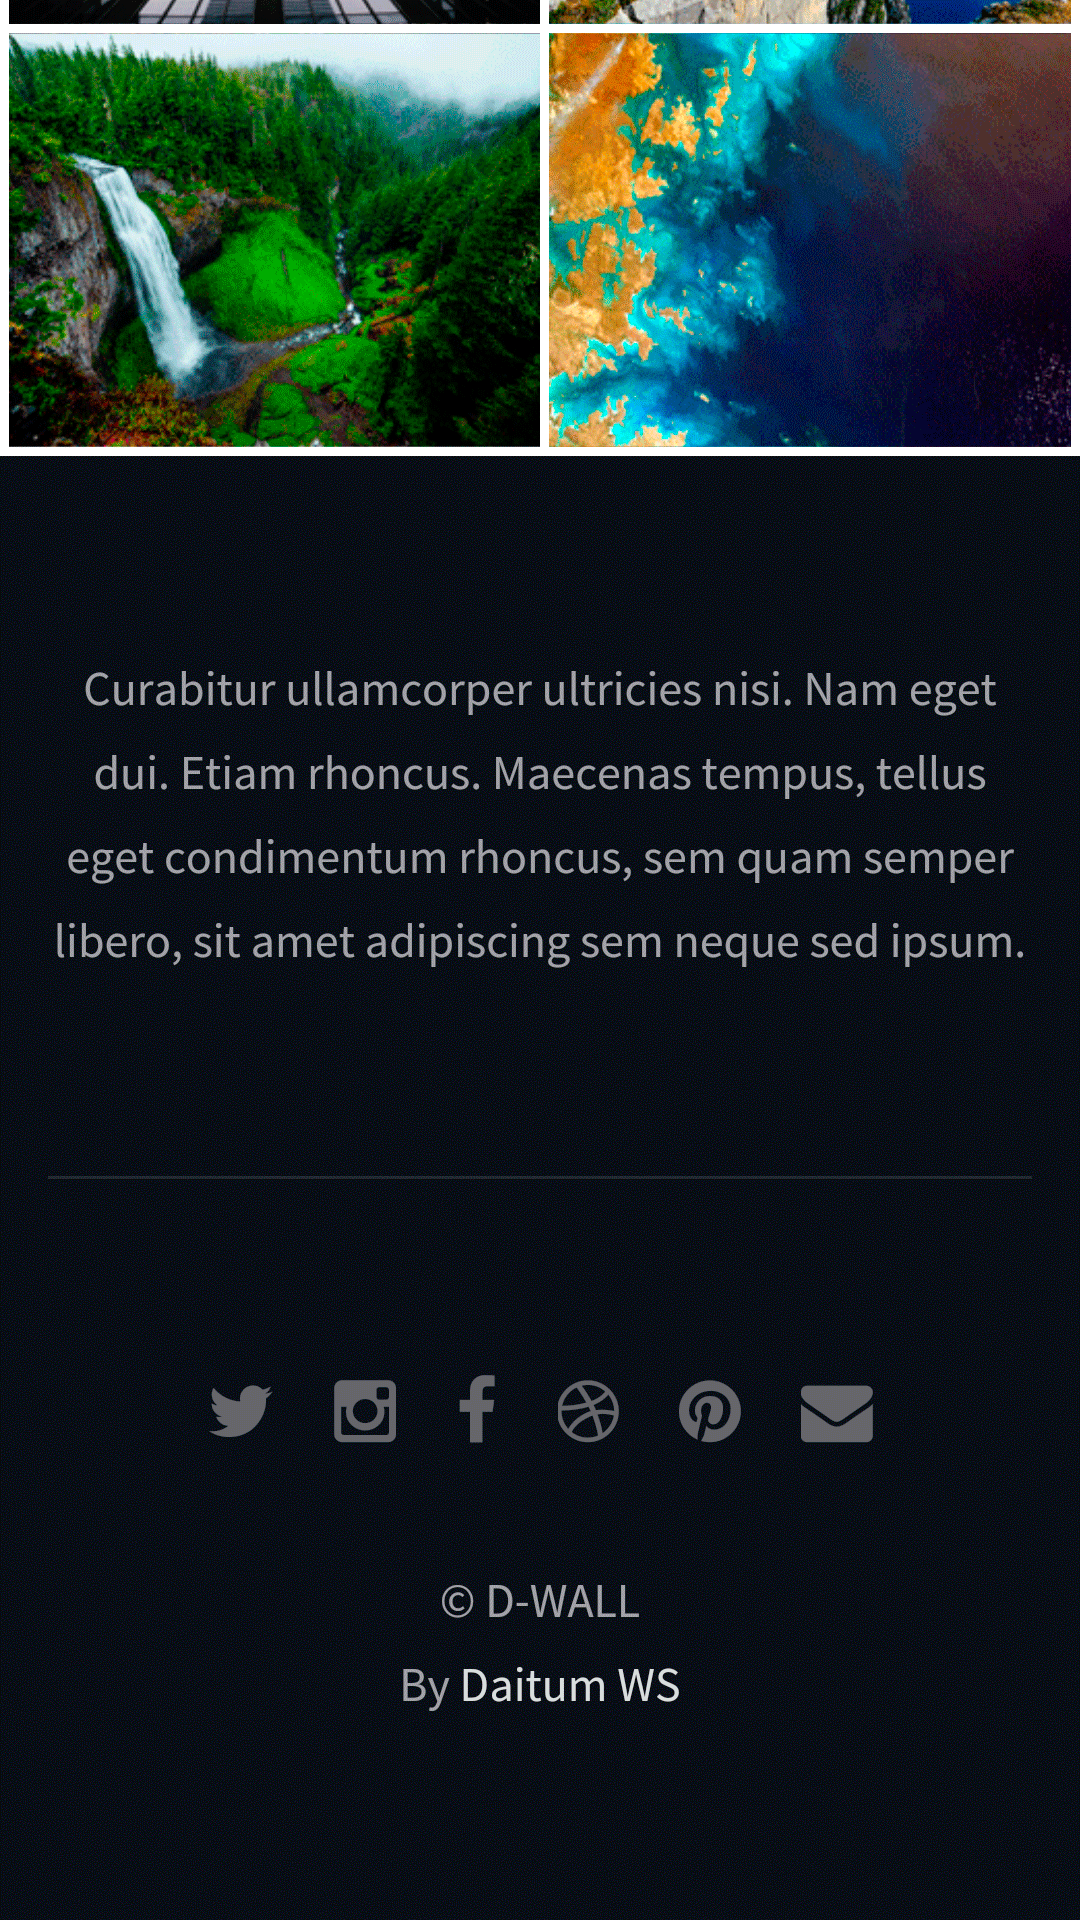 Curabitur ullamcorper ultricies nisi. Nam eget
dui. Etiam rhoncus. Maecenas tempus, tellus
eget condimentum rhoncus, sem quam semper
libero, sit amet adipiscing sem neque sed ipsum.
© D-WALL
By Daitum WS